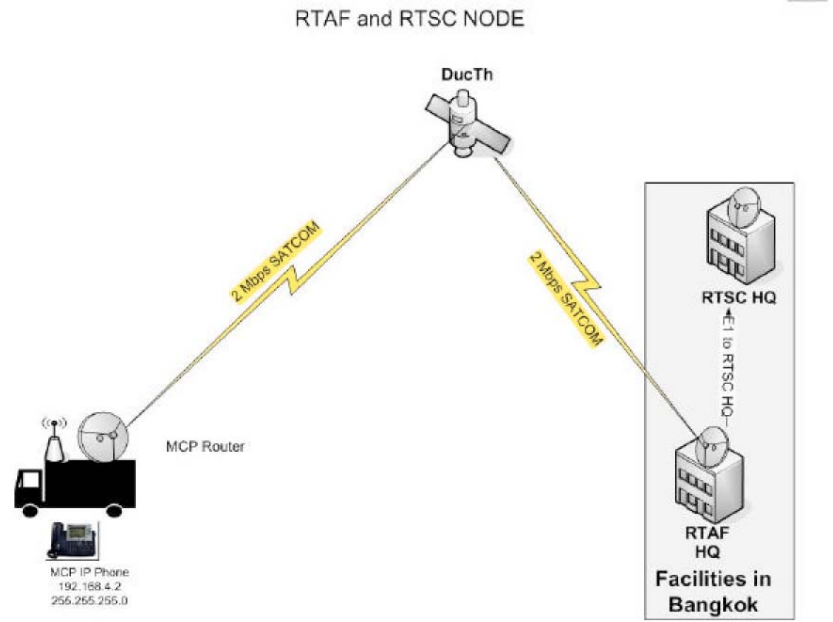 RTAF and RTSC NODE
DucTh
2 Mbps SATCOM
2 Mbps SATCOM
RTSC HQ
E1 to RTSC HQ
MCP Router
RTAF
HQ
MCP IP Phone
192.168.4.2
255.255.255.0
Facilities in
Bangkok